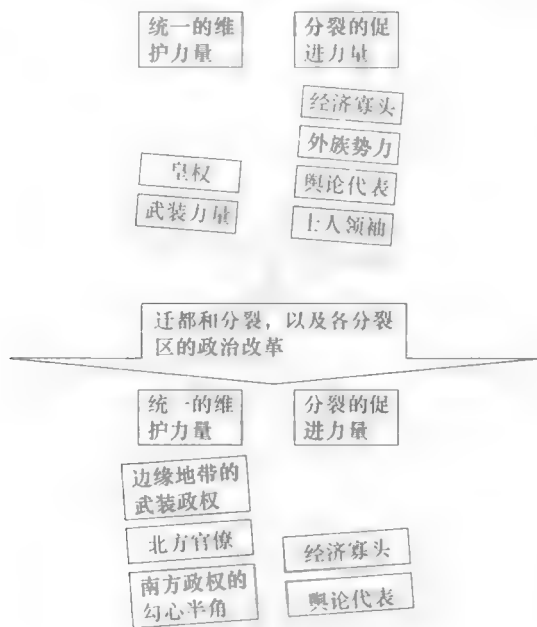 统一的维
护力量
分裂的促
进力量
经济寡头
外族势力
皇权
舆论代表
武装力量
士人领袖
迁都和分裂，以及各分裂
区的政治改革
统一的维
护力量
分裂的促
进力量
边缘地带的
武装政权
北方官僚
经济寡头
南方政权的
勾心半角
舆论代表